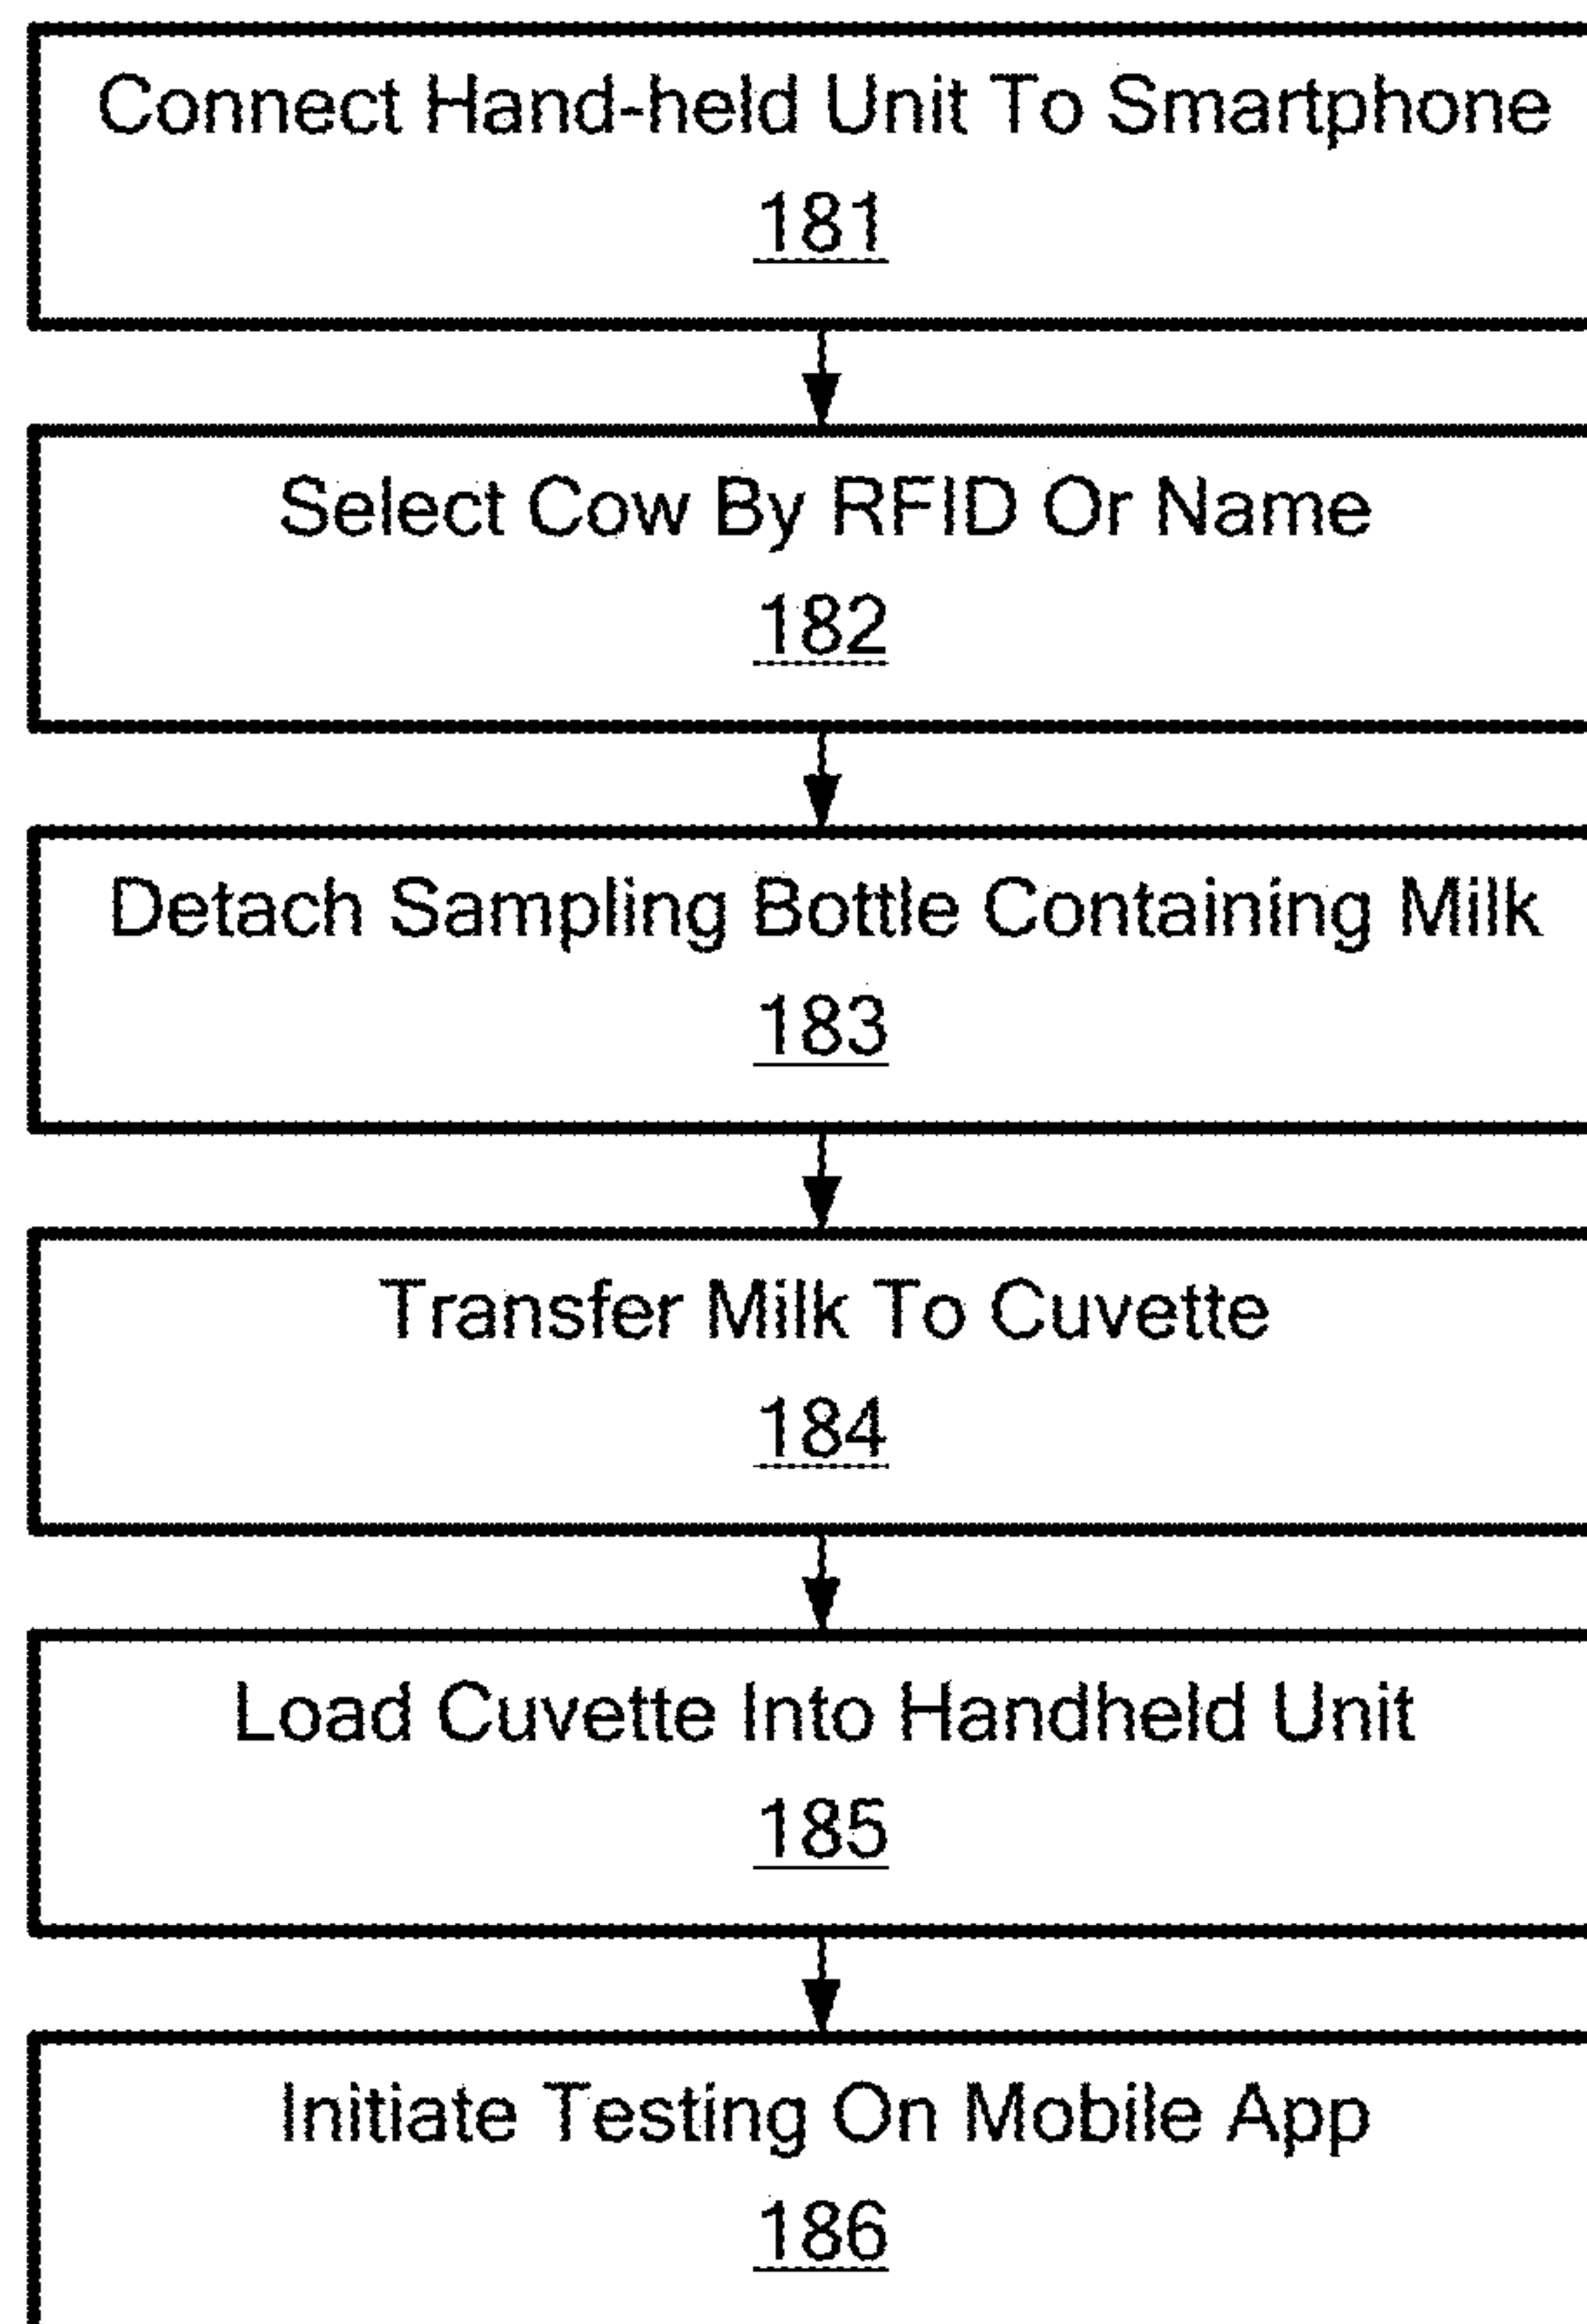 Connect Hand-held Unit To Smartphone
181
Select Cow By RFID Or Name
182
Detach Sampling Bottle Containing Milk
183
Transfer Milk To Cuvette
184
Load Cuvette Into Handheld Unit
185
Initiate Testing On Mobile App
186